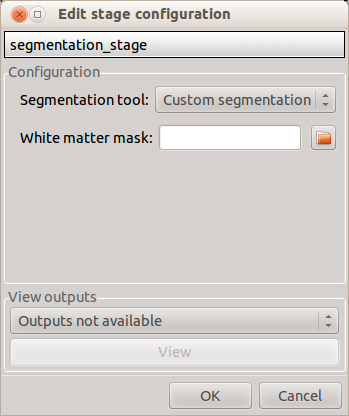 Edit stage configuration
segmentation_stage
Configuration
Segmentation tool: Custom segmentation
White matter mask:
View outputs
Outputs not available
View
OK Cancel